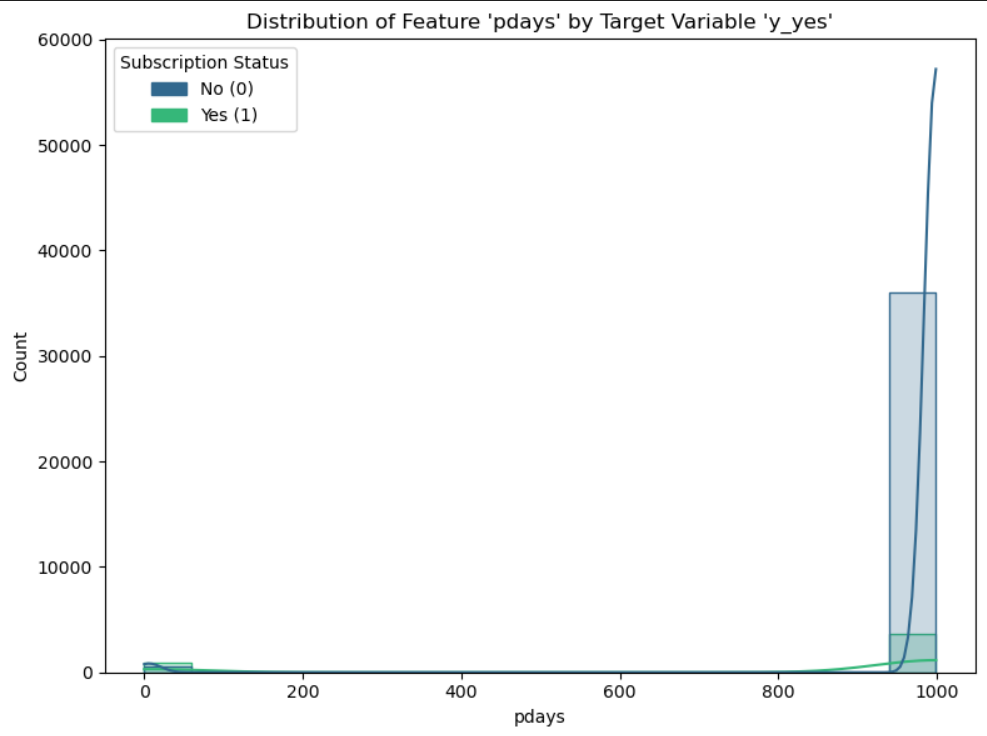 Distribution of Feature 'pdays' by Target Variable 'y_yes'
Subscription Status
No (0)
Yes (1)
60000
50000
40000
30000
20000
10000
0
Count
0 200 400 600 800 1000
pdays